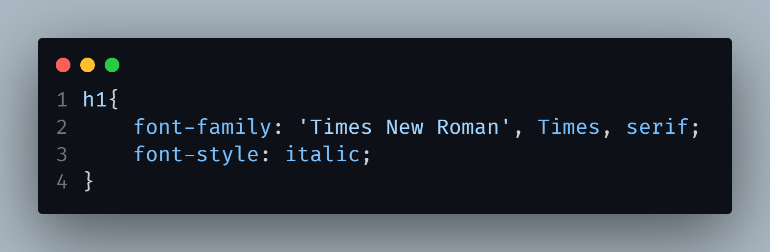 1 h1{
2     font-family: 'Times New Roman', Times, serif;
3     font-style: italic;
4 }